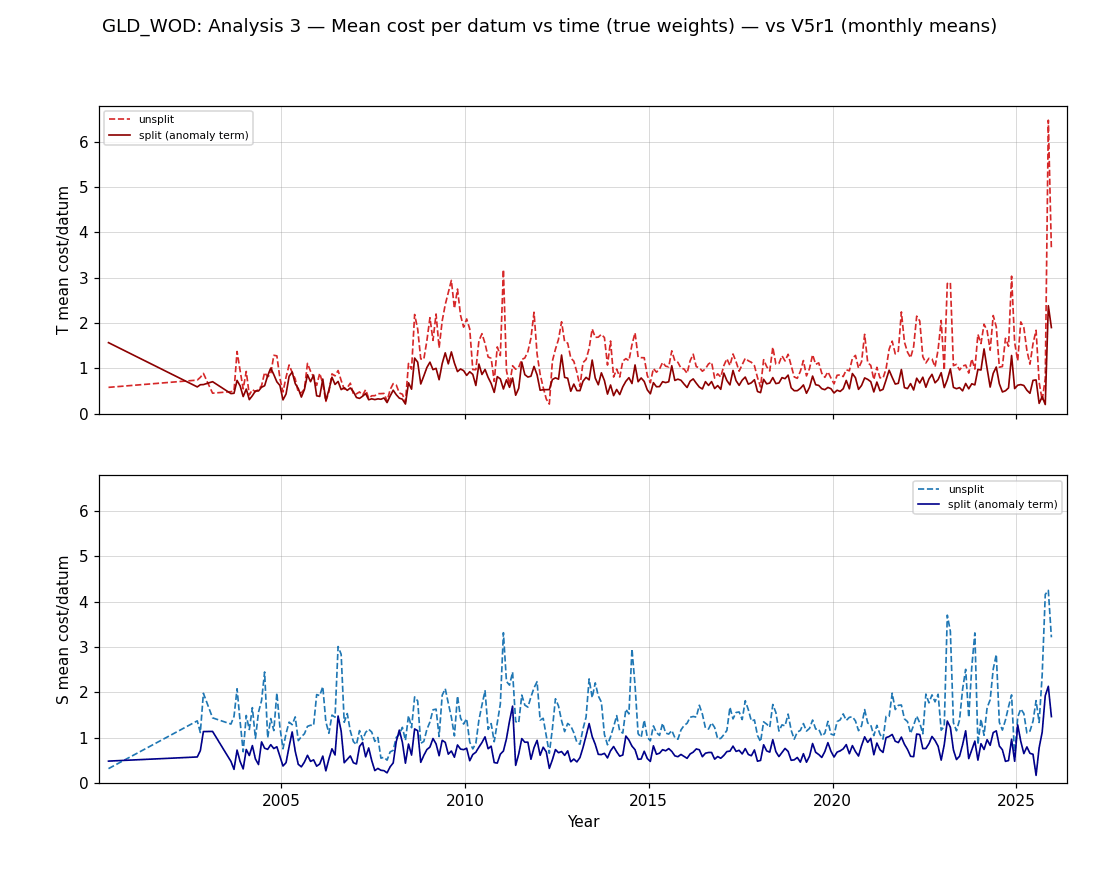 GLD_WOD: Analysis 3 — Mean cost per datum vs time (true weights) — vs V5r1 (monthly means)
unsplit
split (anomaly term)
T mean cost/datum
6
5
4
3
2
1
0
unsplit
split (anomaly term)
S mean cost/datum
6
5
4
3
2
1
0
2005 2010 2015 2020 2025
Year